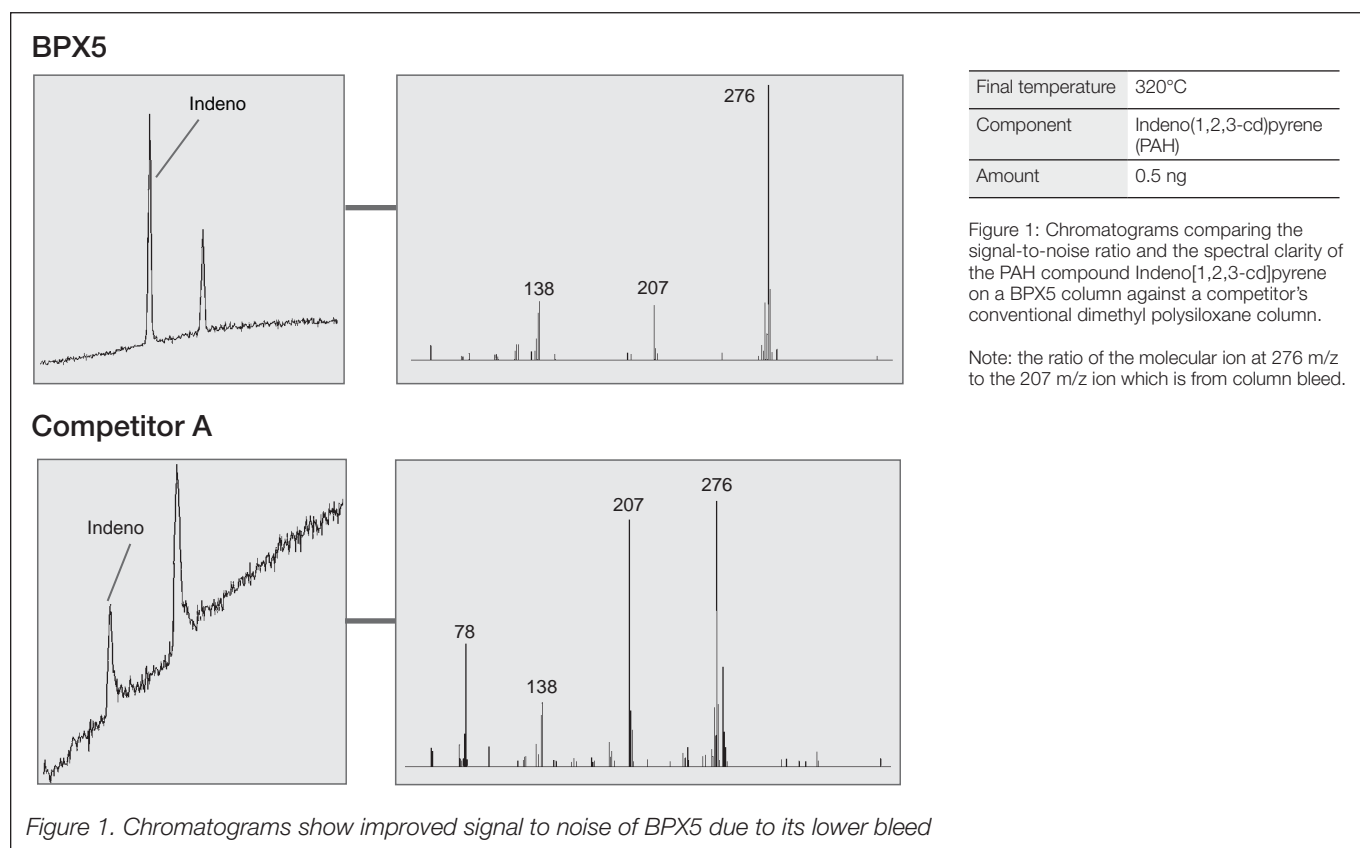 BPX5
Indeno
276
138
207
Final temperature 320°C
Component Indeno(1,2,3-cd)pyrene
(PAH)
Amount 0.5 ng
Figure 1: Chromatograms comparing the
signal-to-noise ratio and the spectral clarity of
the PAH compound Indeno[1,2,3-cd]pyrene
on a BPX5 column against a competitor's
conventional dimethyl polysiloxane column.
Note: the ratio of the molecular ion at 276 m/z
to the 207 m/z ion which is from column bleed.
Competitor A
Indeno
78
138
207
276
Figure 1. Chromatograms show improved signal to noise of BPX5 due to its lower bleed